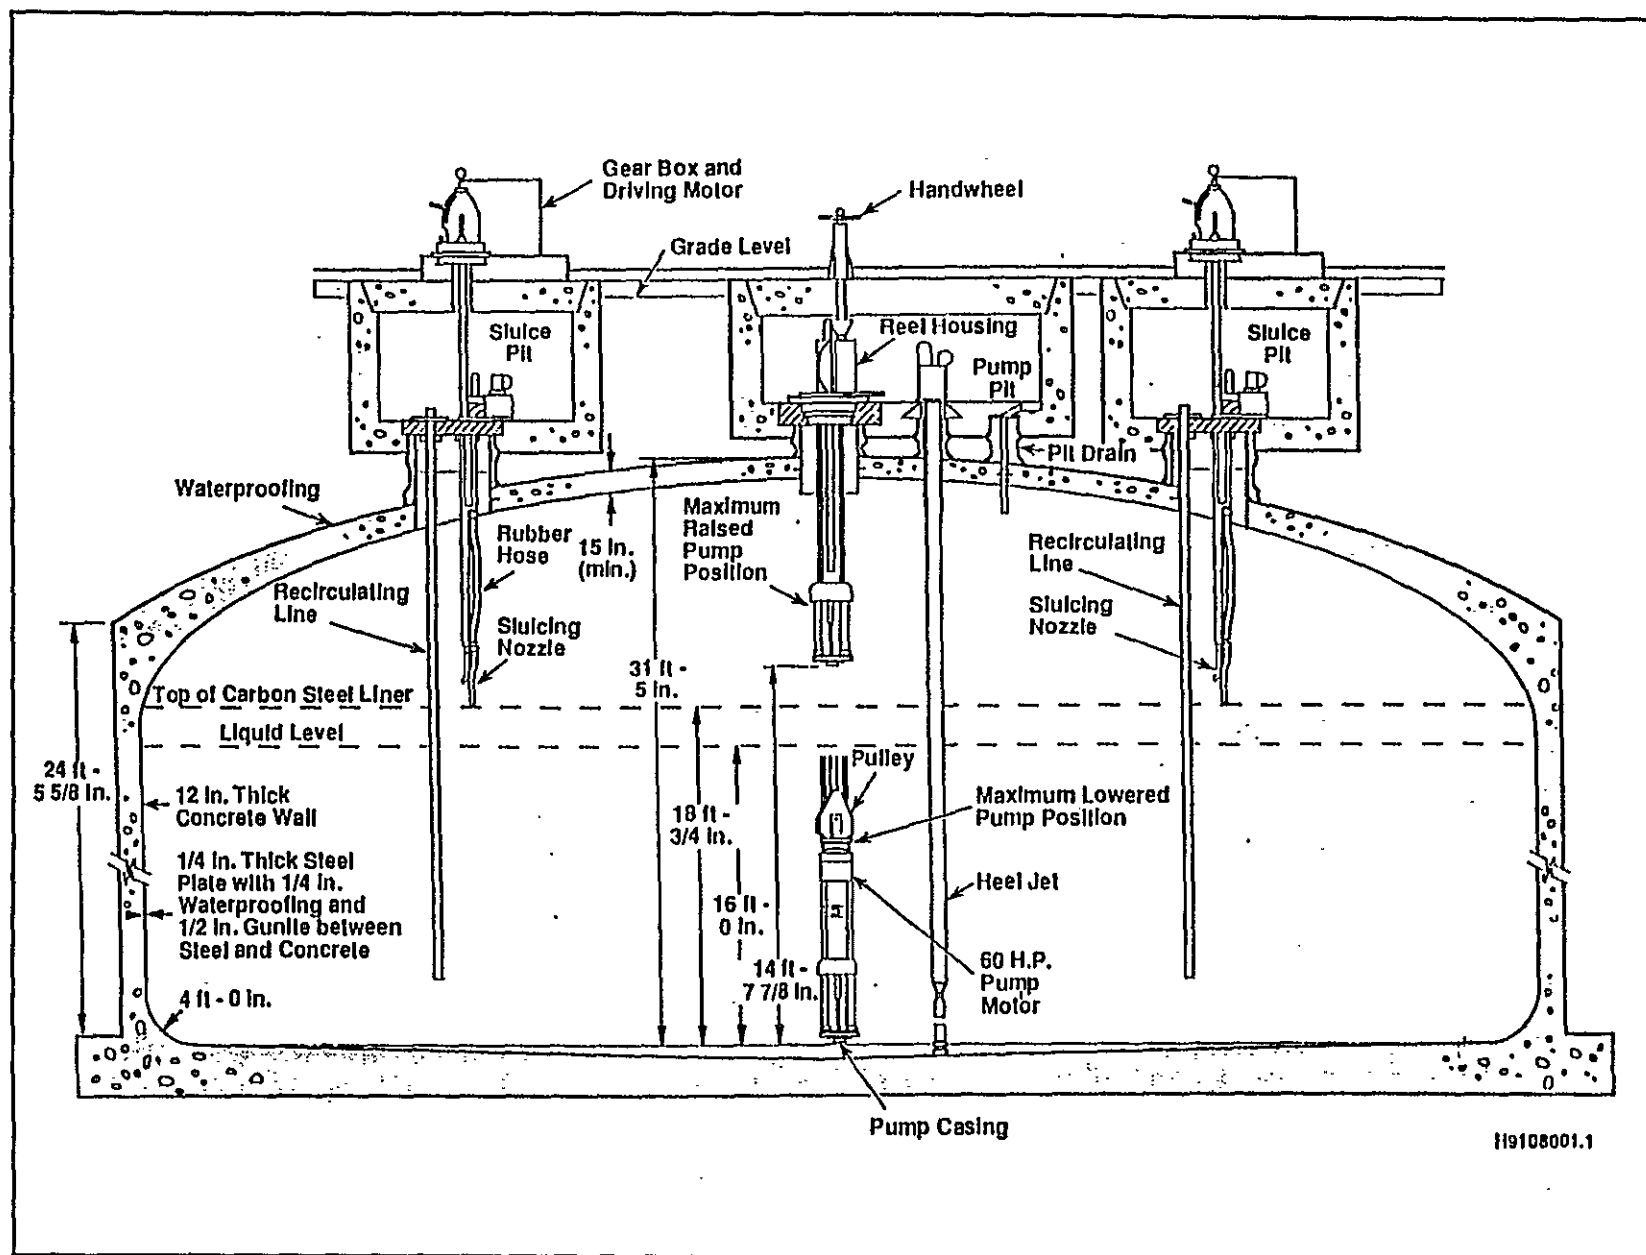 Gear Box and
Driving Motor
Handwheel
Grade Level
Sluice
Pit
Reel Housing
Pump
Pit
Sluice
Pit
Pit Drain
Waterproofing
Rubber
Hose
15 in.
(min.)
Maximum
Raised
Pump
Position
Recirculating
Line
Recirculating
Line
Sluicing
Nozzle
Sluicing
Nozzle
31 ft -
5 in.
Top of Carbon Steel Liner
Liquid Level
24 ft -
5 5/8 in.
Pulley
12 in. Thick
Concrete Wall
18 ft -
3/4 in.
Maximum Lowered
Pump Position
1/4 in. Thick Steel
Plate with 1/4 in.
Waterproofing and
1/2 in. Gunite between
Steel and Concrete
Heel Jet
16 ft -
0 in.
14 ft -
7 7/8 in.
60 H.P.
Pump
Motor
4 ft - 0 in.
Pump Casing
H9108001.1